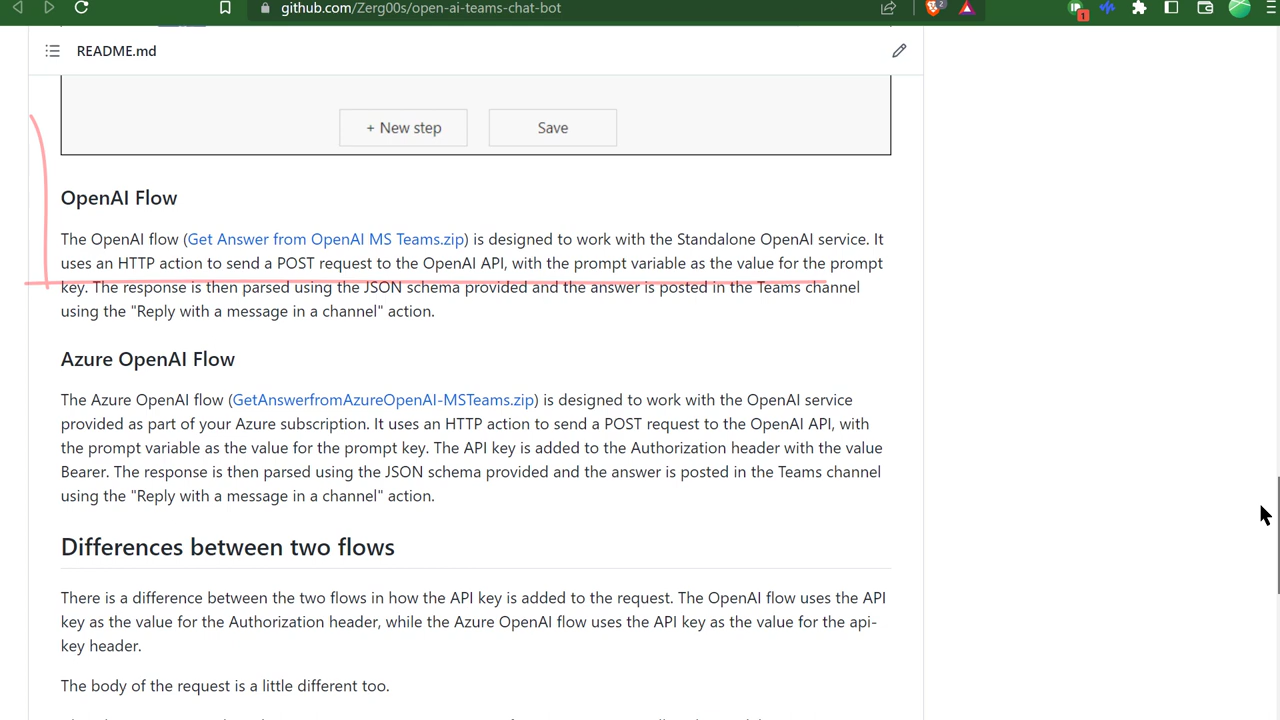 github.com/Zerg00s/open-ai-teams-chat-bot
2
1
README.md
+ New step
Save
OpenAI Flow
The OpenAI flow (Get Answer from OpenAI MS Teams.zip) is designed to work with the Standalone OpenAI service. It
uses an HTTP action to send a POST request to the OpenAI API, with the prompt variable as the value for the prompt
key. The response is then parsed using the JSON schema provided and the answer is posted in the Teams channel
using the "Reply with a message in a channel" action.
Azure OpenAI Flow
The Azure OpenAI flow (GetAnswerfromAzureOpenAI-MSTeams.zip) is designed to work with the OpenAI service
provided as part of your Azure subscription. It uses an HTTP action to send a POST request to the OpenAI API, with
the prompt variable as the value for the prompt key. The API key is added to the Authorization header with the value
Bearer. The response is then parsed using the JSON schema provided and the answer is posted in the Teams channel
using the "Reply with a message in a channel" action.
Differences between two flows
There is a difference between the two flows in how the API key is added to the request. The OpenAI flow uses the API
key as the value for the Authorization header, while the Azure OpenAI flow uses the API key as the value for the api-
key header.
The body of the request is a little different too.